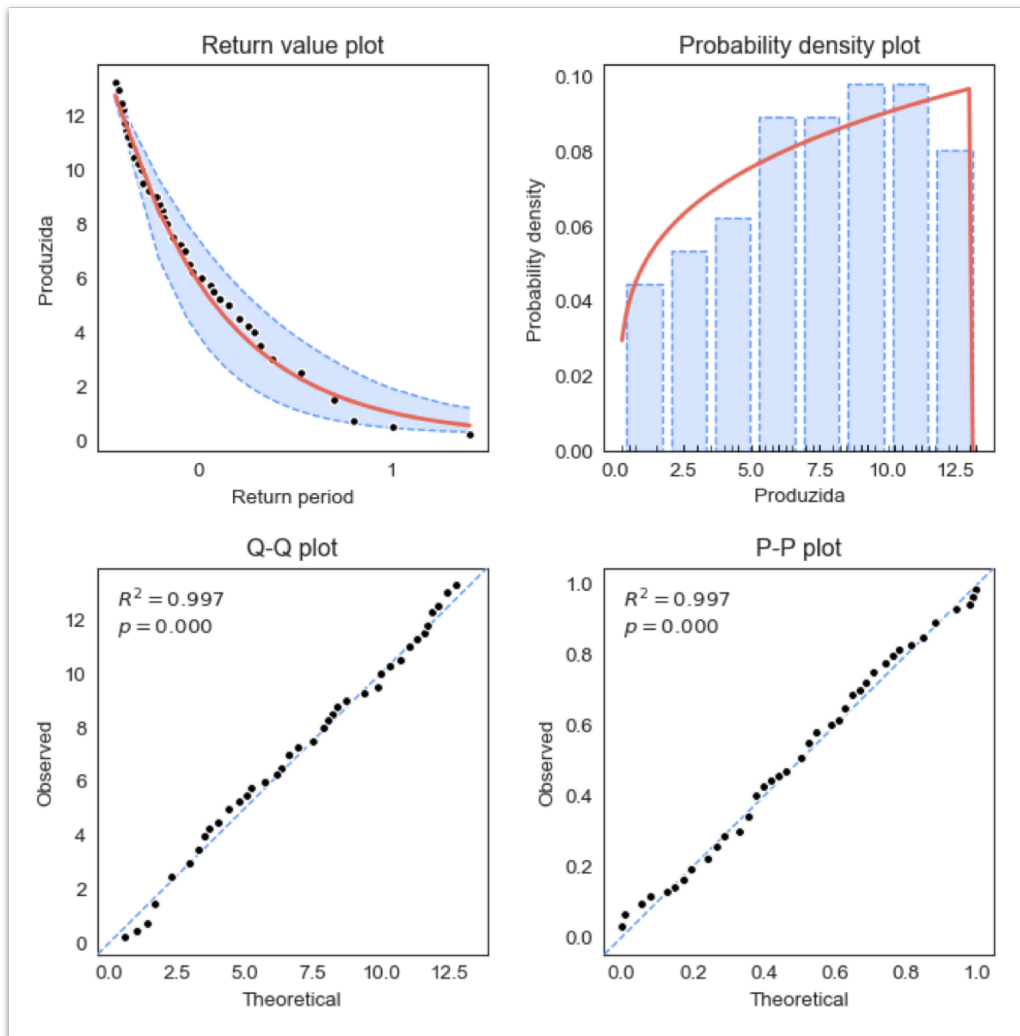 Return value plot
Probability density plot
Produzida
12
10
8
6
4
2
0
0
1
Return period
Probability density
0.10
0.08
0.06
0.04
0.02
0.00
0.0
2.5
5.0
7.5
10.0
12.5
Produzida
Q-Q plot
P-P plot
R² = 0.997
p = 0.000
Observed
12
10
8
6
4
2
0
0.0
2.5
5.0
7.5
10.0
12.5
Theoretical
R² = 0.997
p = 0.000
Observed
1.0
0.8
0.6
0.4
0.2
0.0
0.0
0.2
0.4
0.6
0.8
1.0
Theoretical